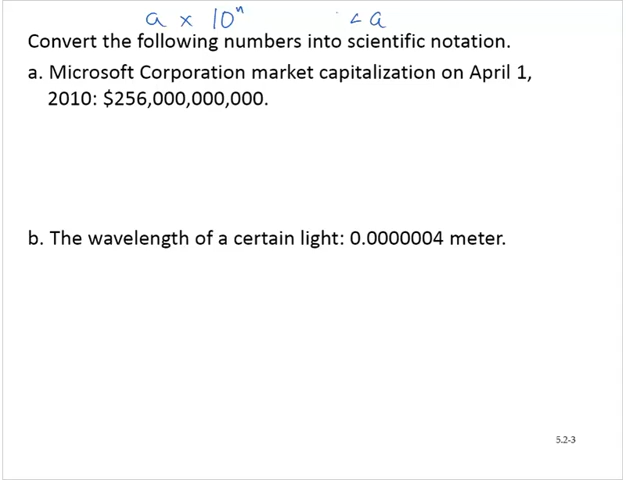 a × 10ⁿ < a
Convert the following numbers into scientific notation.
a. Microsoft Corporation market capitalization on April 1,
2010: $256,000,000,000.
b. The wavelength of a certain light: 0.0000004 meter.
5.2-3